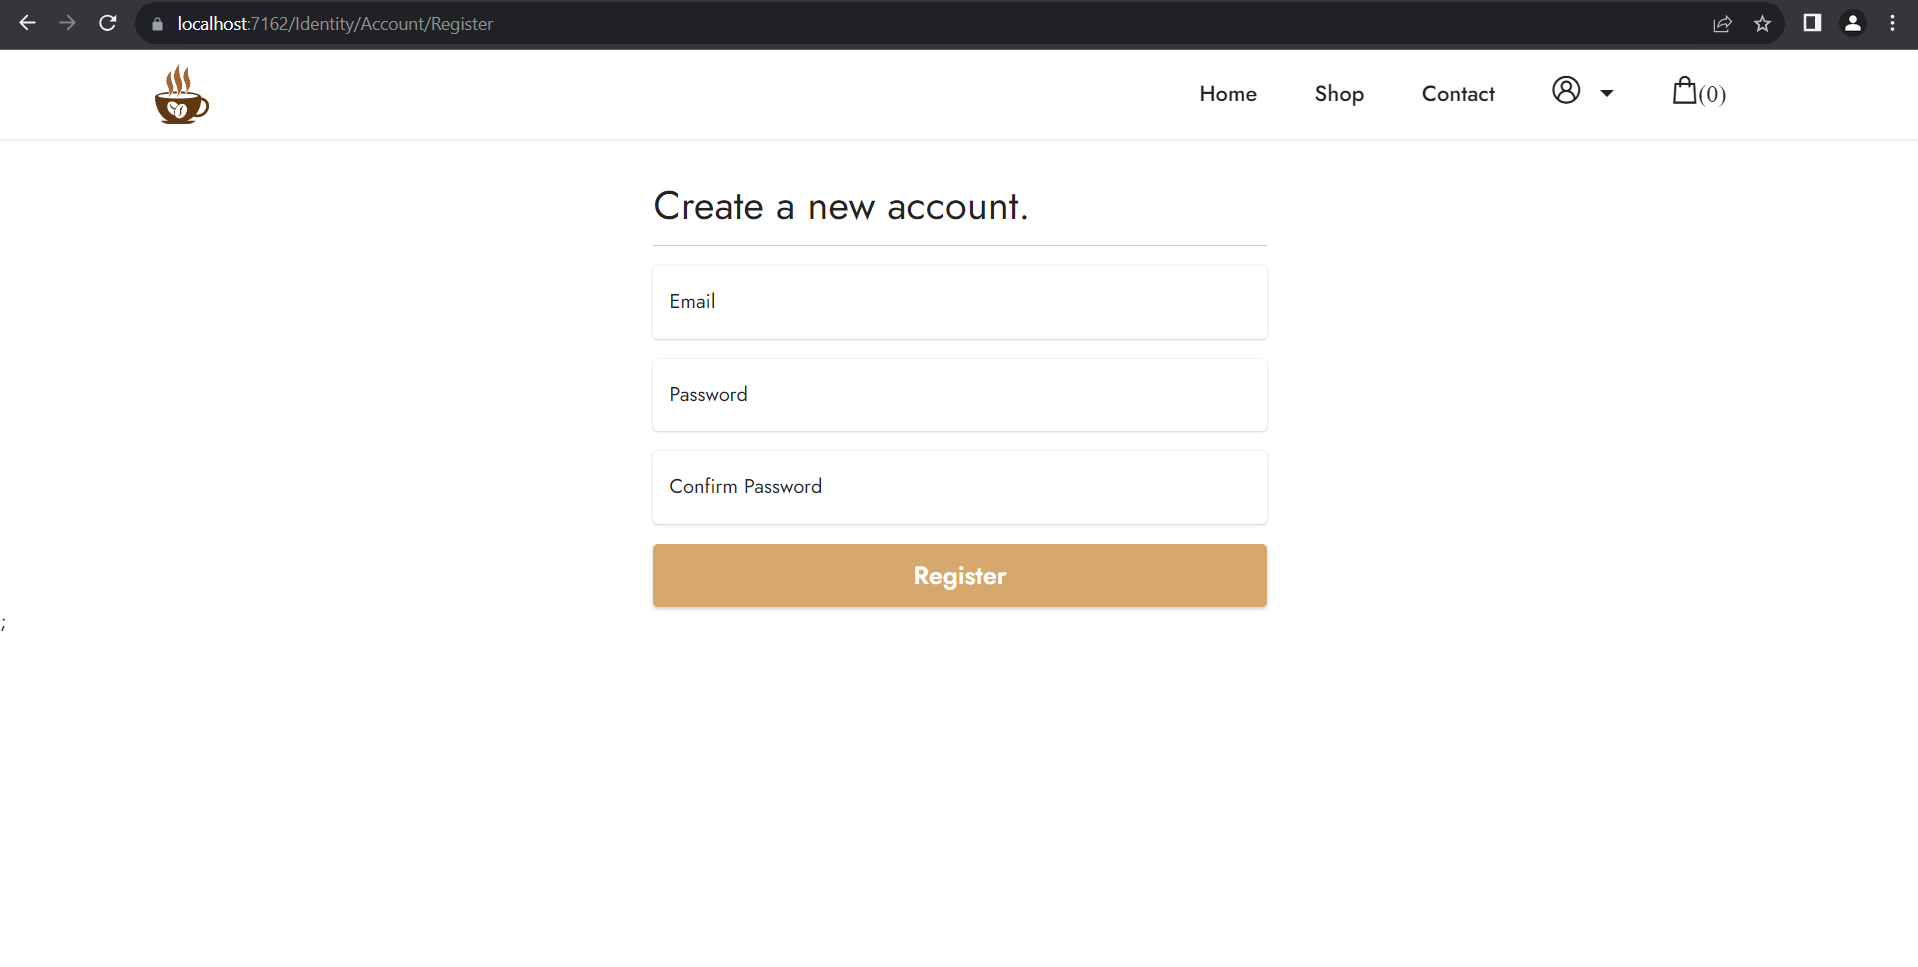 localhost:7162/Identity/Account/Register
Home Shop Contact (0)
Create a new account.
Email
Password
Confirm Password
Register
;